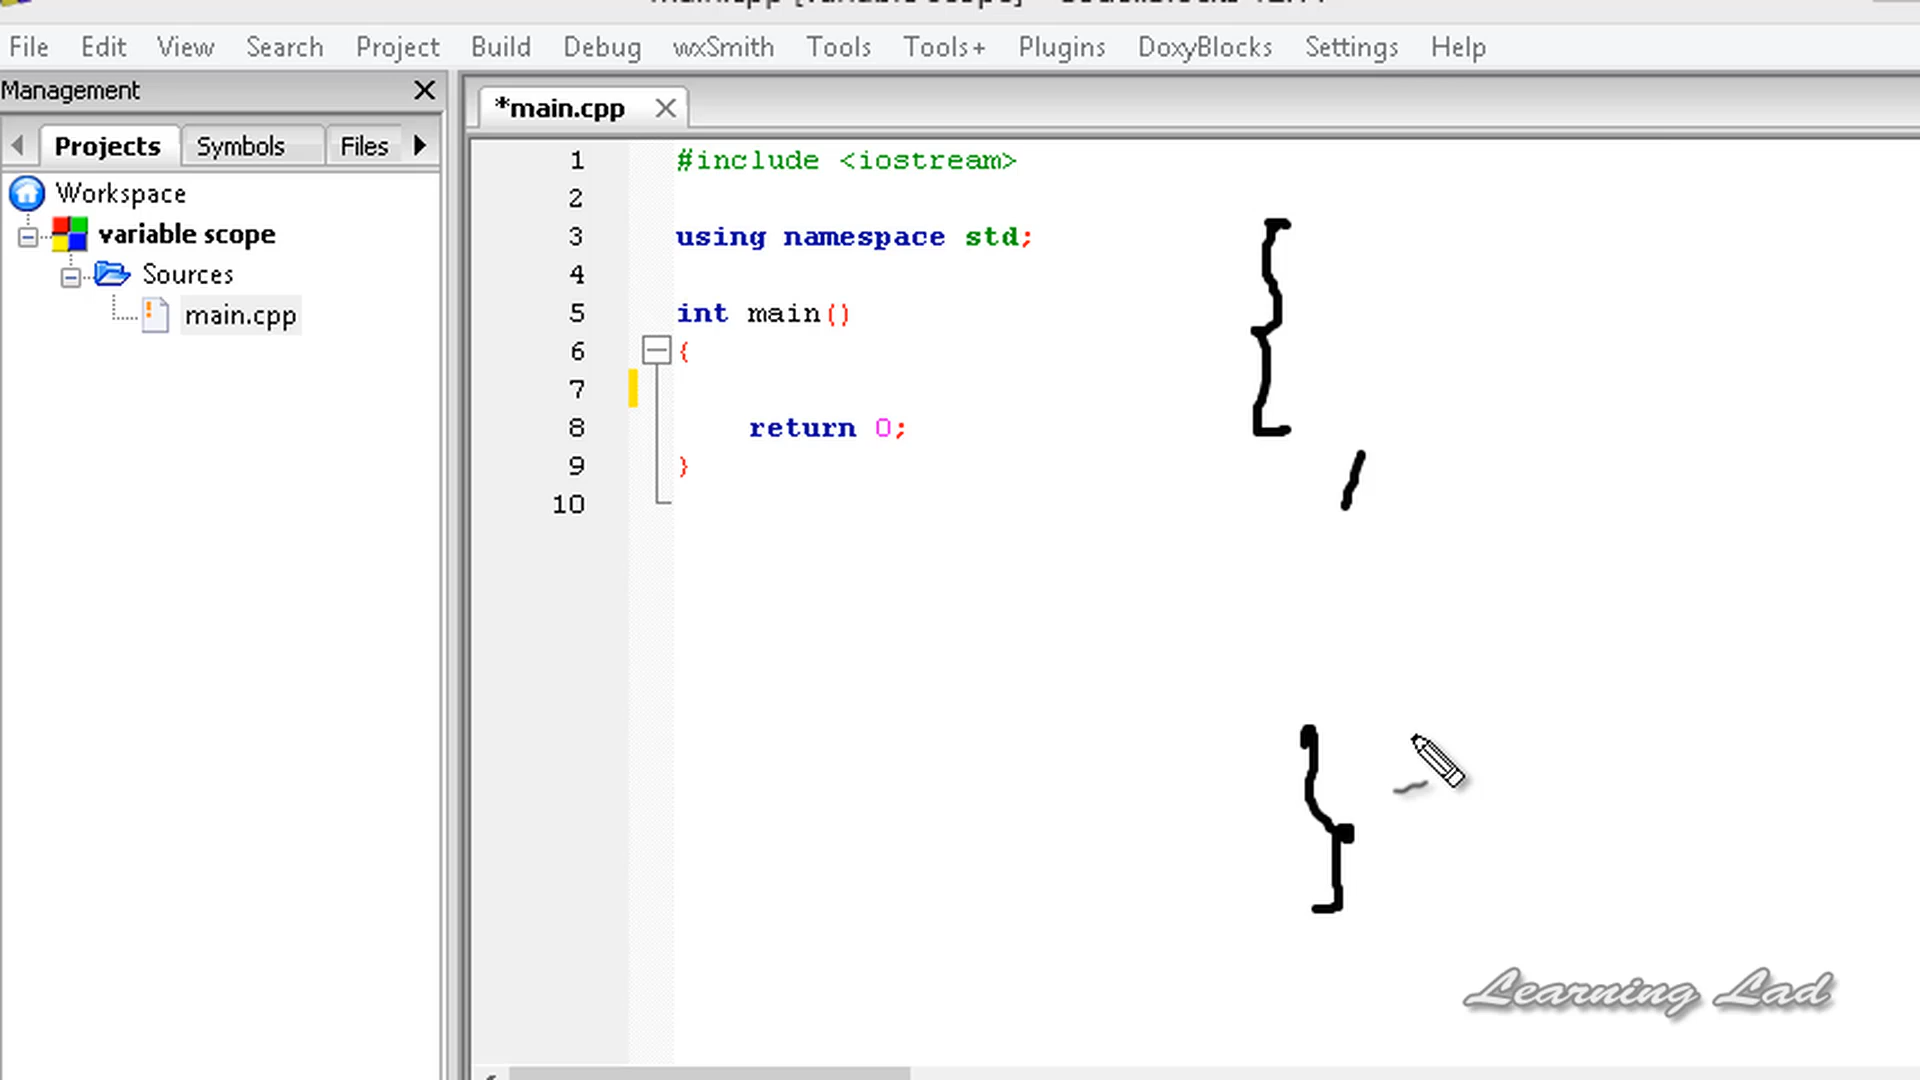 File Edit View Search Project Build Debug wxSmith Tools Tools+ Plugins DoxyBlocks Settings Help
Management
*main.cpp
Projects Symbols Files
Workspace
variable scope
Sources
main.cpp
1 #include <iostream>
2
3 using namespace std;
4
5 int main()
6 {
7
8 return 0;
9 }
10
{
}
Learning Lad